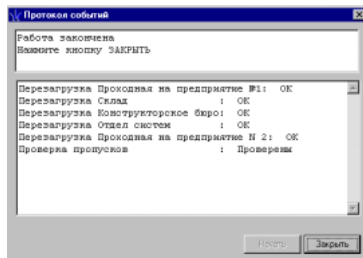 Протокол событий
Работа закончена
Нажмите кнопку ЗАКРЫТЬ
Перезагрузка Проходная на предприятие №1: OK
Перезагрузка Склад : OK
Перезагрузка Конструкторское бюро: OK
Перезагрузка Отдел систем : OK
Перезагрузка Проходная на предприятие N 2: OK
Проверка пропусков : Проверены
Начать Закрыть